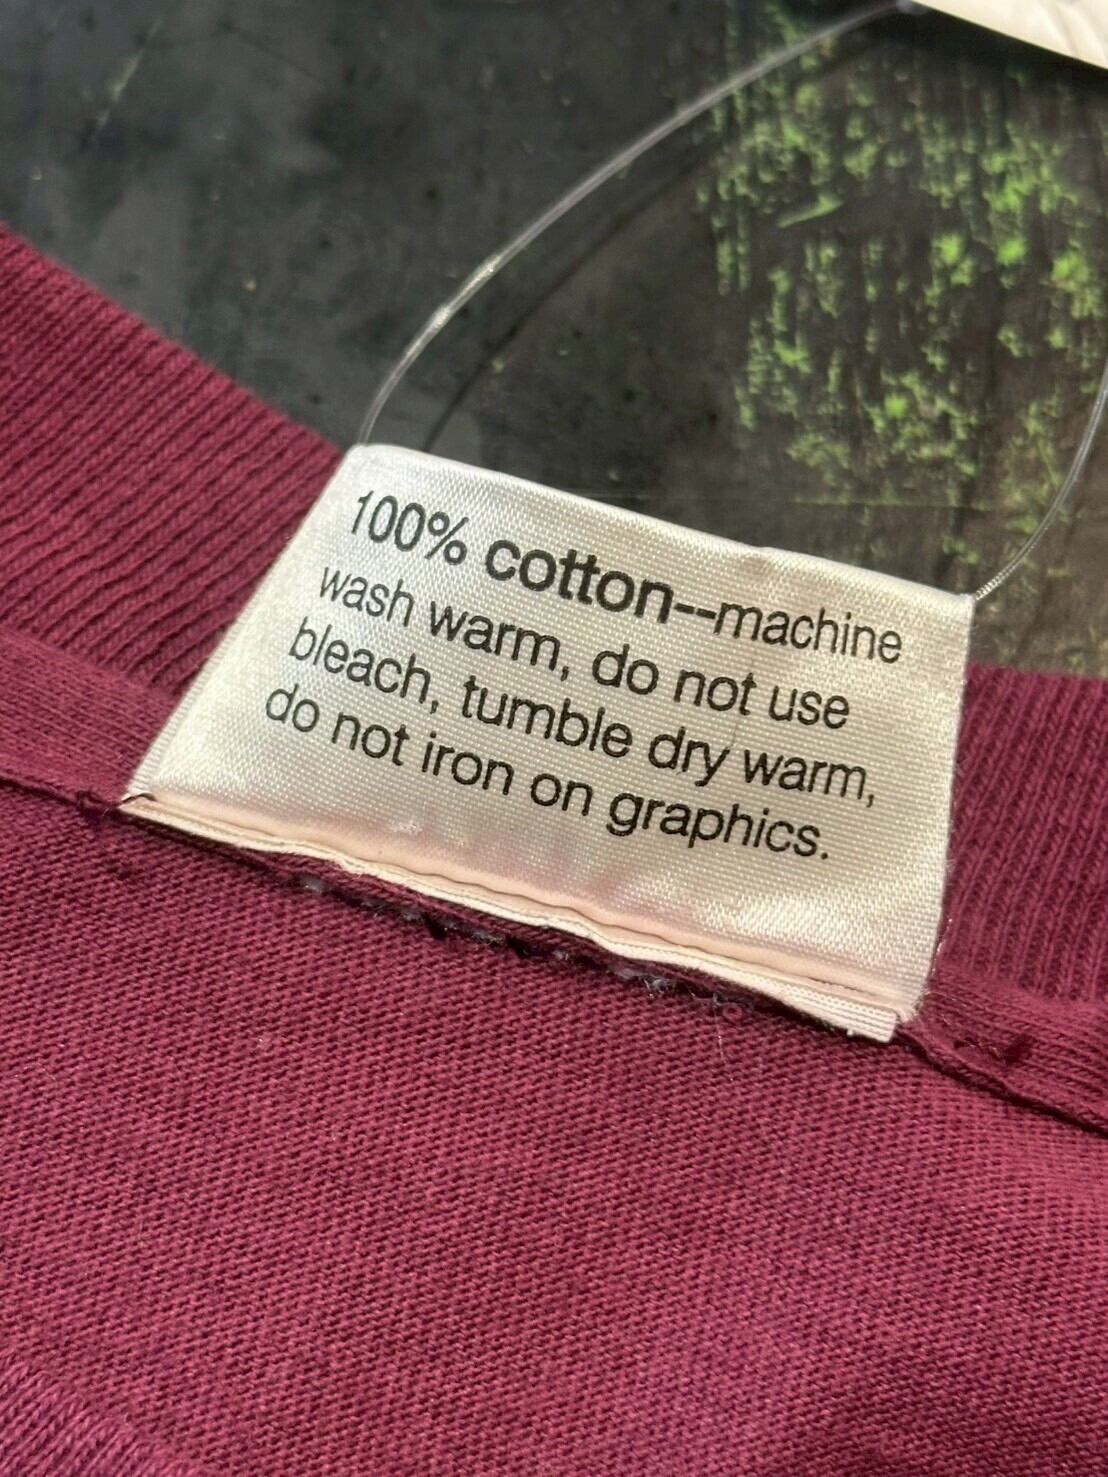 100% cotton--machine
wash warm, do not use
bleach, tumble dry warm,
do not iron on graphics.